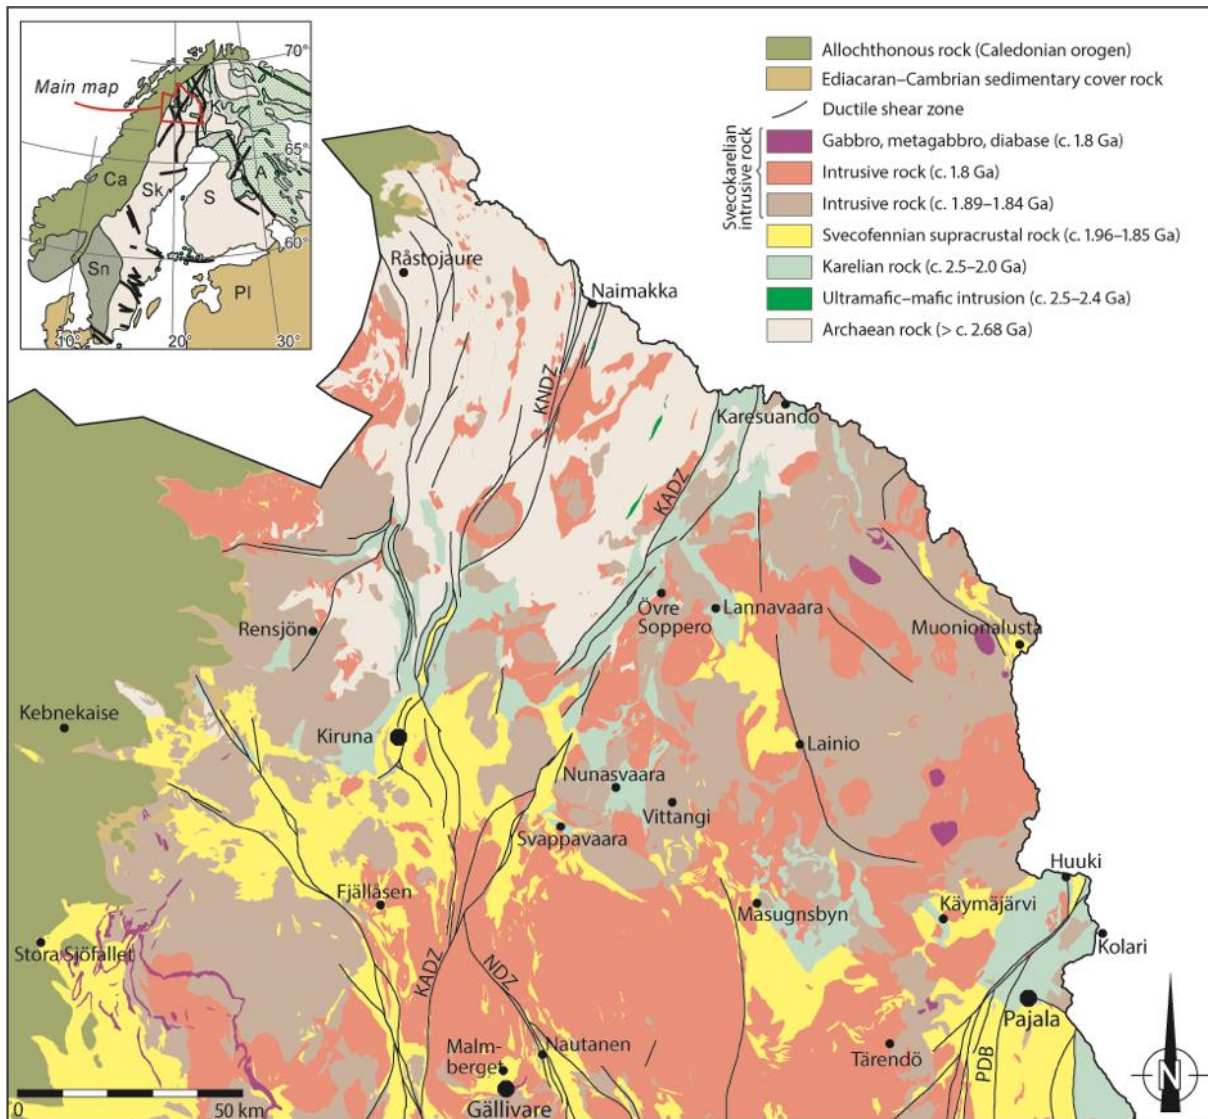 70°
Main map
K
65°
Ca
A
Sk
S
60°
Sn
Pl
10°
20°
30°
Allochthonous rock (Caledonian orogen)
Ediacaran–Cambrian sedimentary cover rock
Ductile shear zone
Svecokarelian
intrusive rock
Gabbro, metagabbro, diabase (c. 1.8 Ga)
Intrusive rock (c. 1.8 Ga)
Intrusive rock (c. 1.89–1.84 Ga)
Svecofennian supracrustal rock (c. 1.96–1.85 Ga)
Karelian rock (c. 2.5–2.0 Ga)
Ultramafic–mafic intrusion (c. 2.5–2.4 Ga)
Archaean rock (> c. 2.68 Ga)
Råstojaure
Naimakka
KNDZ
Karesuando
KADZ
Övre
Soppero
Lannavaara
Rensjön
Muonionalusta
Kebnekaise
Kiruna
Lainio
Nunasvaara
Vittangi
Svappavaara
Huuki
Fjällåsen
Masugnsbyn
Käymäjärvi
Stora Sjöfallet
Kolari
KADZ
NDZ
Pajala
Nautanen
Malm-
berget
Tärendö
PDB
Gällivare
0
50 km
N